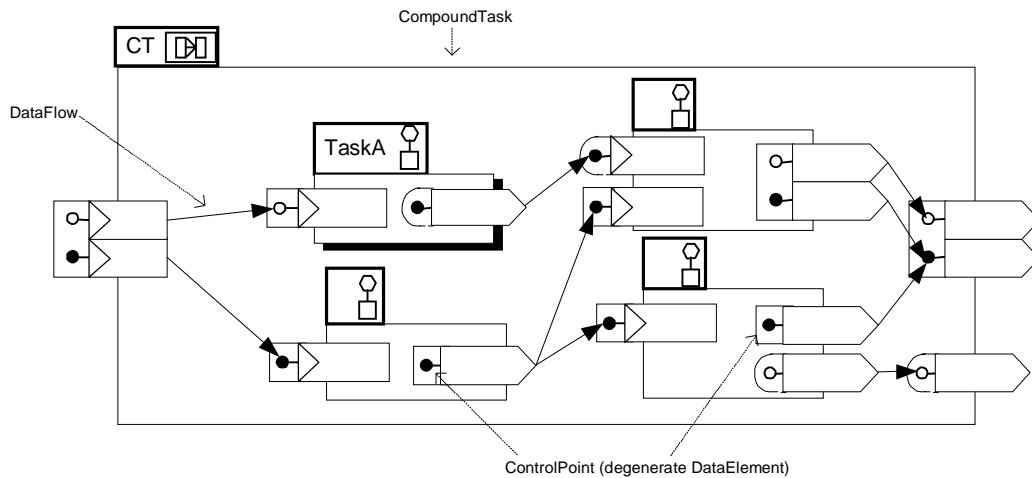 CompoundTask
CT
DataFlow
TaskA
ControlPoint (degenerate DataElement)